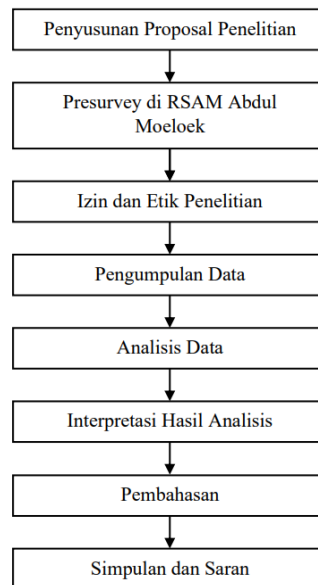 Penyusunan Proposal Penelitian
Presurvey di RSAM Abdul
Moeloek
Izin dan Etik Penelitian
Pengumpulan Data
Analisis Data
Interpretasi Hasil Analisis
Pembahasan
Simpulan dan Saran